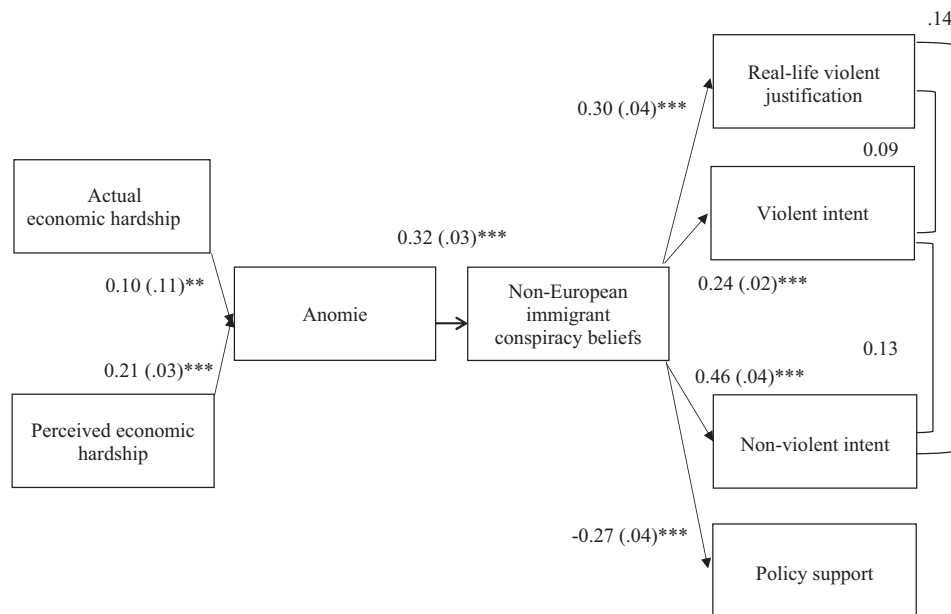 .14
Real-life violent
justification
0.30 (.04)***
0.09
Actual
economic hardship
Violent intent
0.32 (.03)***
0.10 (.11)**
0.24 (.02)***
Anomie
Non-European
immigrant
conspiracy beliefs
0.13
0.21 (.03)***
0.46 (.04)***
Perceived economic
hardship
Non-violent intent
-0.27 (.04)***
Policy support